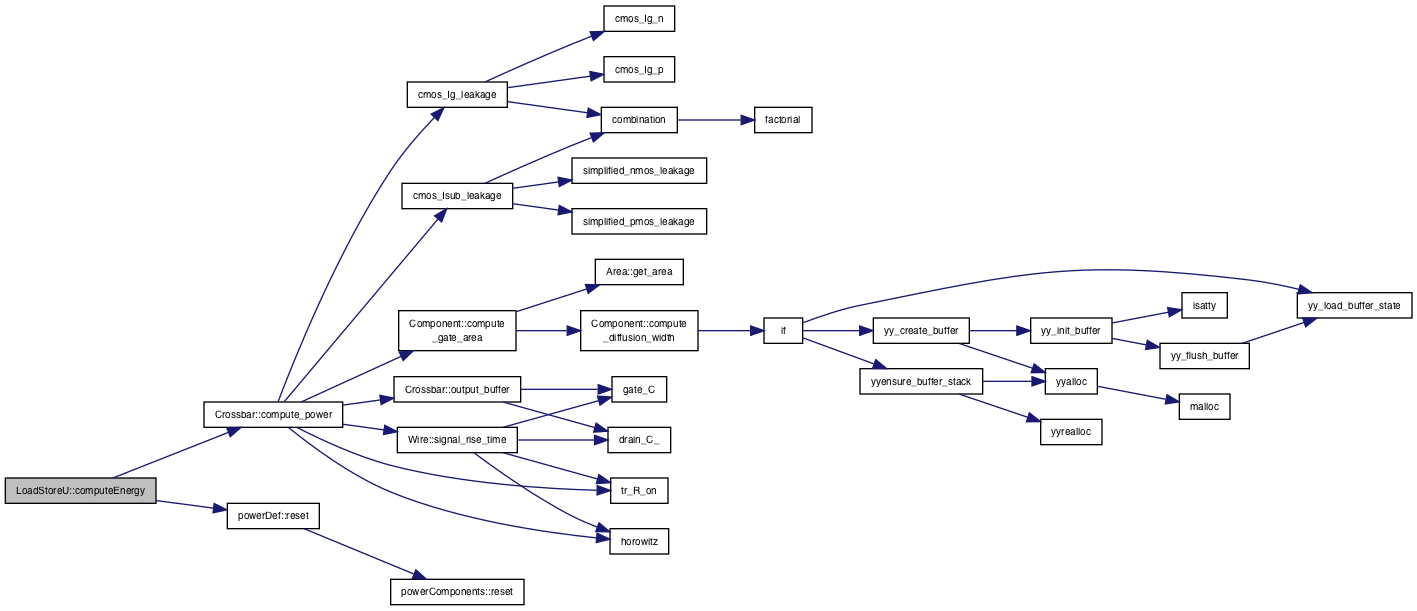 cmos_Ig_n
cmos_Ig_p
cmos_Ig_leakage
combination
factorial
simplified_nmos_leakage
cmos_Isub_leakage
simplified_pmos_leakage
Area::get_area
isatty
yy_load_buffer_state
Component::compute
_gate_area
Component::compute
_diffusion_width
if
yy_create_buffer
yy_init_buffer
yy_flush_buffer
yyensure_buffer_stack
yyalloc
Crossbar::output_buffer
gate_C
malloc
Crossbar::compute_power
yyrealloc
Wire::signal_rise_time
drain_C_
LoadStoreU::computeEnergy
tr_R_on
powerDef::reset
horowitz
powerComponents::reset